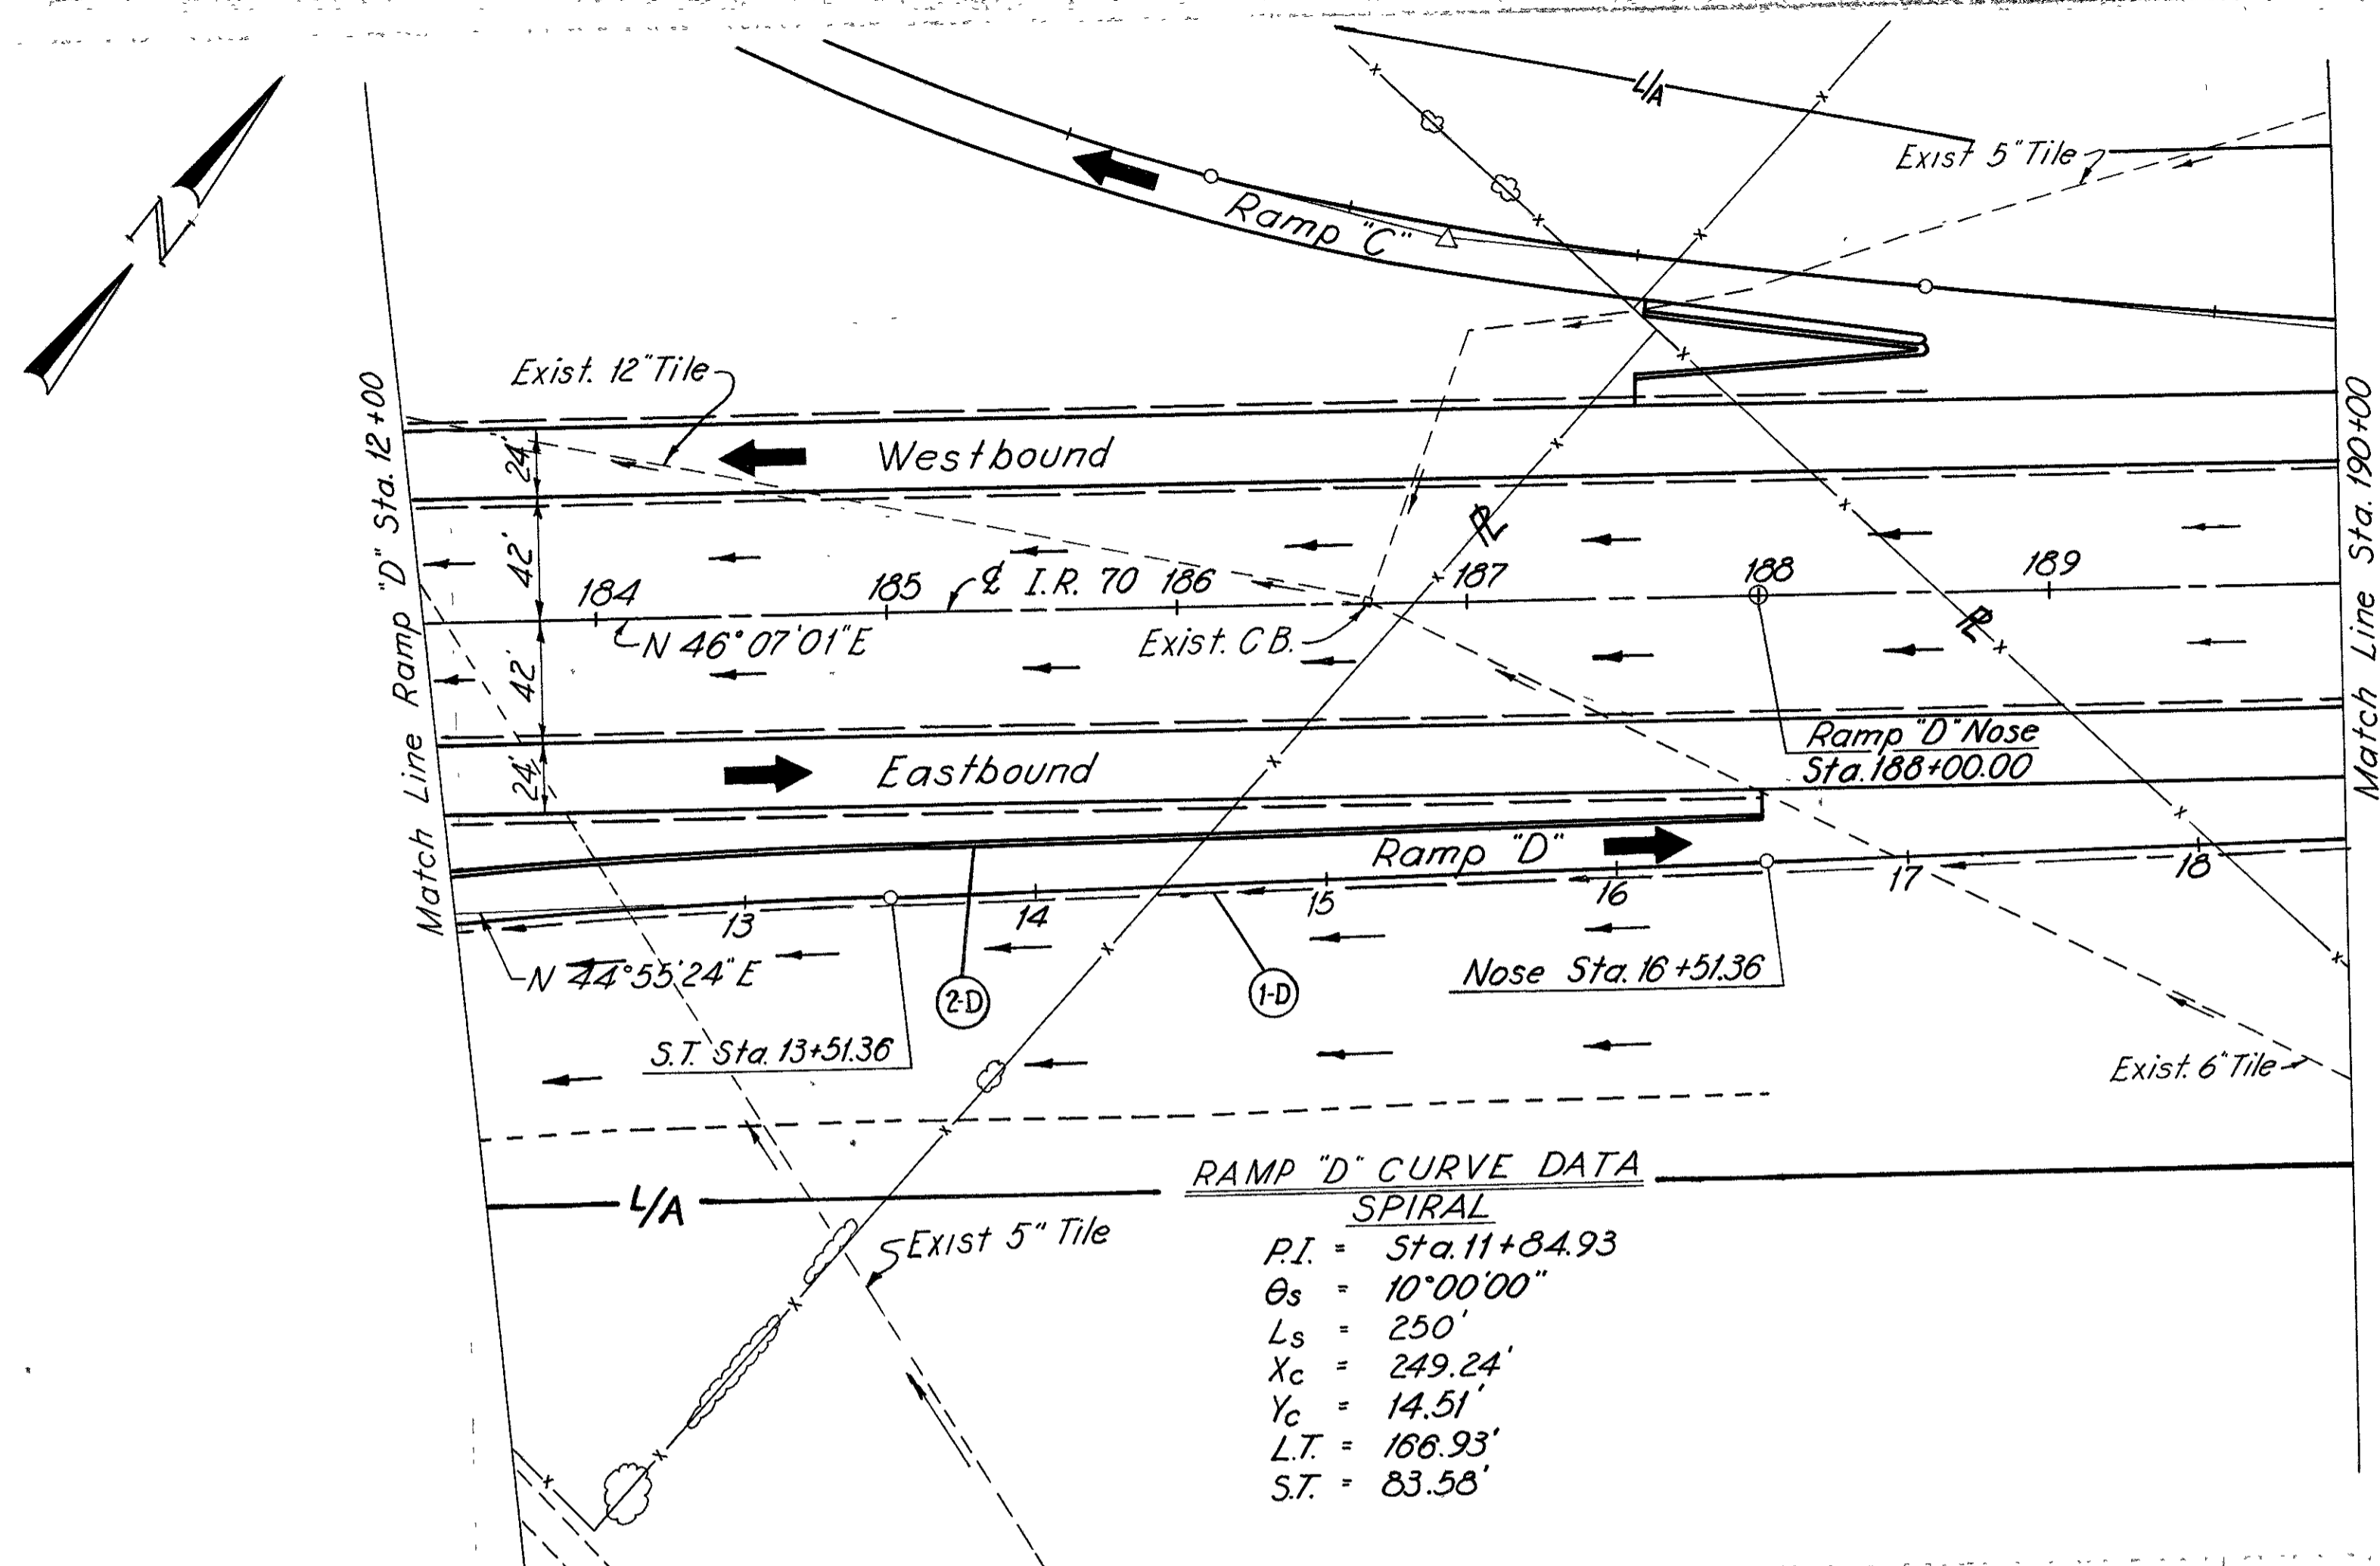 L/A
Exist 5" Tile
Ramp "C"
N
Exist. 12" Tile
Match Line Ramp "D" Sta. 12+00
24'
Westbound
Match Line Sta. 190+00
42'
PL
184
185
℄ I.R. 70
186
187
188
189
N 46°07'01" E
Exist. C.B.
PL
42'
Ramp "D" Nose
Sta. 188+00.00
24'
Eastbound
Ramp "D"
13
14
15
16
17
18
N 44°55'24" E
2-D
1-D
Nose Sta. 16+51.36
S.T. Sta. 13+51.36
Exist. 6" Tile
L/A
Exist 5" Tile
RAMP "D" CURVE DATA
SPIRAL
P.I. = Sta. 11+84.93
θs = 10°00'00"
Ls = 250'
Xc = 249.24'
Yc = 14.51'
L.T. = 166.93'
S.T. = 83.58'